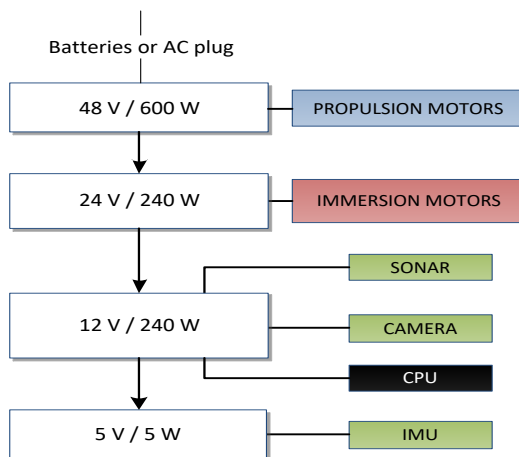 Batteries or AC plug
48 V / 600 W
PROPULSION MOTORS
24 V / 240 W
IMMERSION MOTORS
SONAR
12 V / 240 W
CAMERA
CPU
5 V / 5 W
IMU